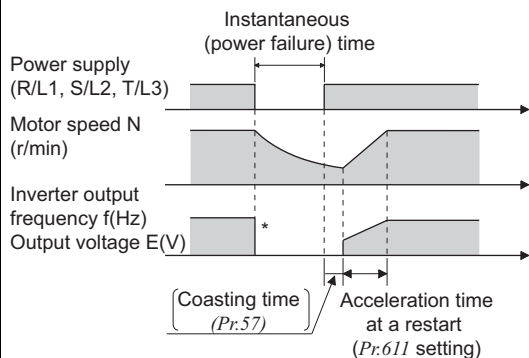 Instantaneous
(power failure) time
Power supply
(R/L1, S/L2, T/L3)
Motor speed N
(r/min)
Inverter output
frequency f(Hz)
Output voltage E(V)
*
Coasting time
(Pr.57)
Acceleration time
at a restart
(Pr.611 setting)